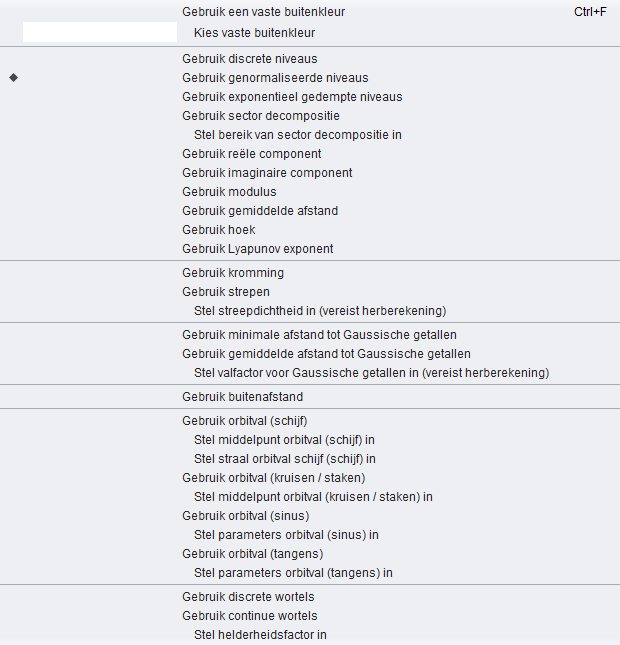 Gebruik een vaste buitenkleur Ctrl+F
Kies vaste buitenkleur
Gebruik discrete niveaus
Gebruik genormaliseerde niveaus
Gebruik exponentieel gedempte niveaus
Gebruik sector decompositie
Stel bereik van sector decompositie in
Gebruik reële component
Gebruik imaginaire component
Gebruik modulus
Gebruik gemiddelde afstand
Gebruik hoek
Gebruik Lyapunov exponent
Gebruik kromming
Gebruik strepen
Stel streepdichtheid in (vereist herberekening)
Gebruik minimale afstand tot Gaussische getallen
Gebruik gemiddelde afstand tot Gaussische getallen
Stel valfactor voor Gaussische getallen in (vereist herberekening)
Gebruik buitenafstand
Gebruik orbitval (schijf)
Stel middelpunt orbitval (schijf) in
Stel straal orbitval schijf (schijf) in
Gebruik orbitval (kruisen / staken)
Stel middelpunt orbitval (kruisen / staken) in
Gebruik orbitval (sinus)
Stel parameters orbitval (sinus) in
Gebruik orbitval (tangens)
Stel parameters orbitval (tangens) in
Gebruik discrete wortels
Gebruik continue wortels
Stel helderheidsfactor in